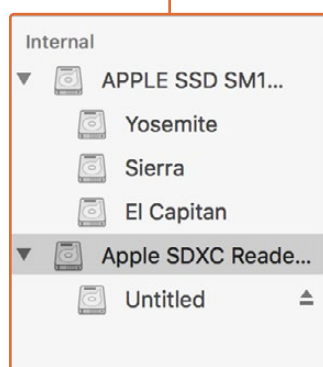 Internal
APPLE SSD SM1...
Yosemite
Sierra
El Capitan
Apple SDXC Reade...
Untitled